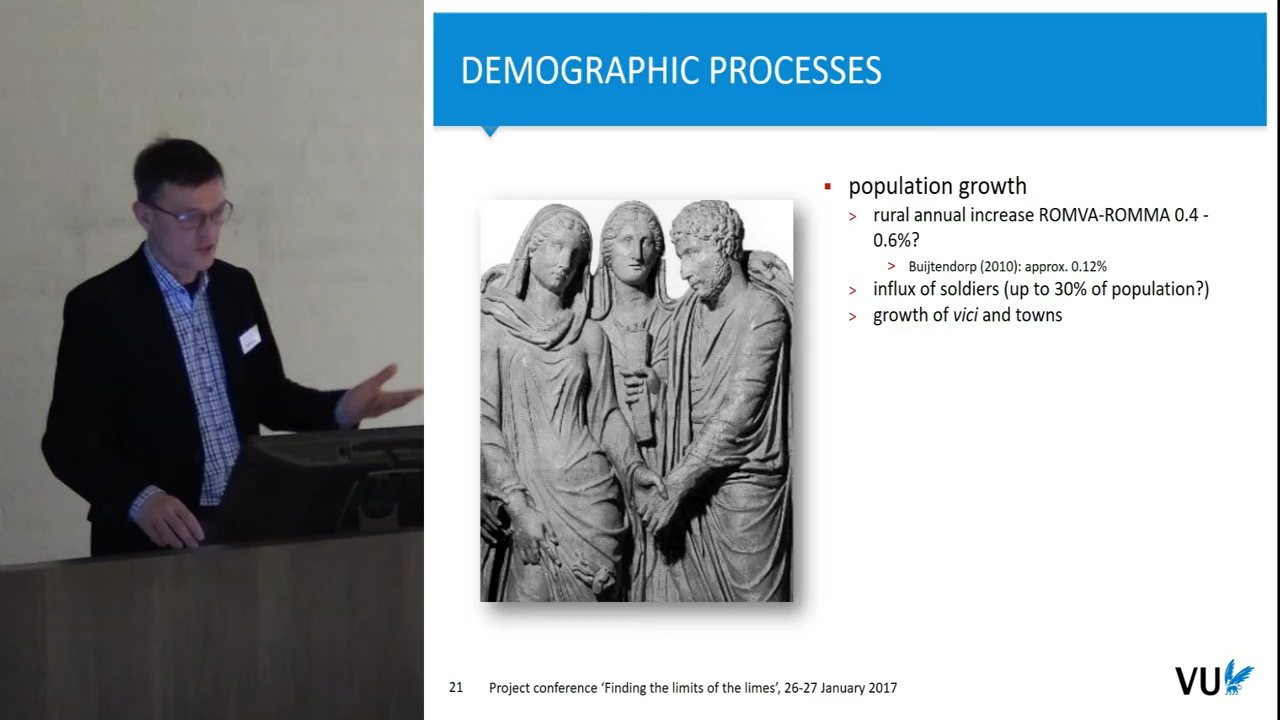 DEMOGRAPHIC PROCESSES
▪ population growth
> rural annual increase ROMVA-ROMMA 0.4 -
0.6%?
> Buijtendorp (2010): approx. 0.12%
> influx of soldiers (up to 30% of population?)
> growth of vici and towns
21 Project conference ‘Finding the limits of the limes’, 26-27 January 2017
VU